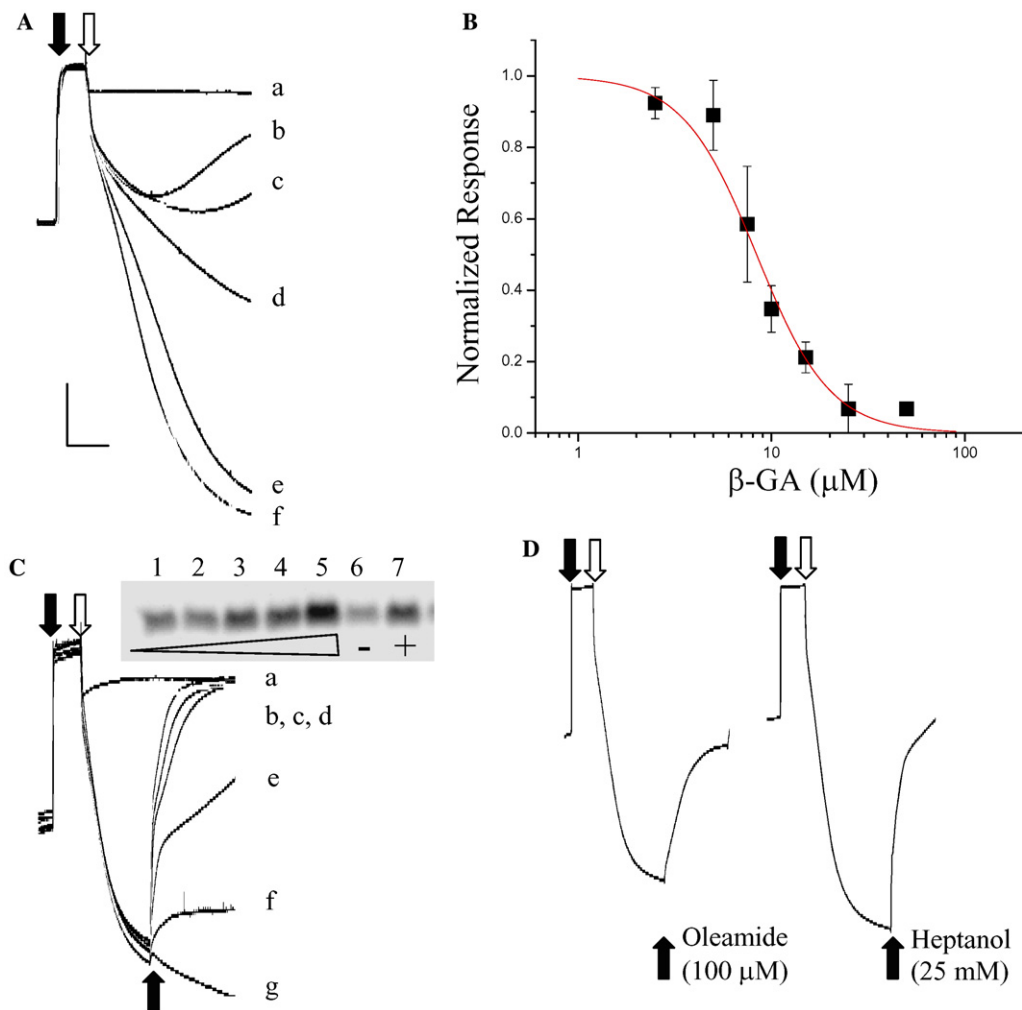 A
a
b
c
d
e
f
B
Normalized Response
1.0
0.8
0.6
0.4
0.2
0.0
1
10
100
β-GA (μM)
C
1 2 3 4 5 6 7
- +
a
b, c, d
e
f
g
D
Oleamide
(100 μM)
Heptanol
(25 mM)